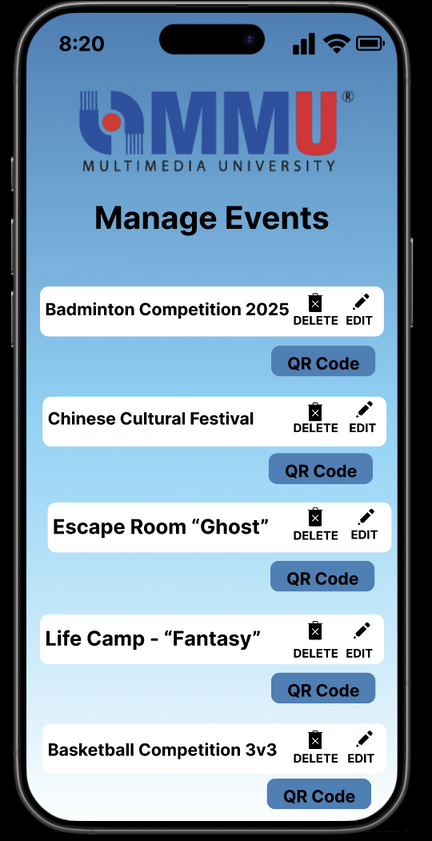 8:20
MMU®
MULTIMEDIA UNIVERSITY
Manage Events
Badminton Competition 2025
DELETE EDIT
QR Code
Chinese Cultural Festival
DELETE EDIT
QR Code
Escape Room “Ghost”
DELETE EDIT
QR Code
Life Camp - “Fantasy”
DELETE EDIT
QR Code
Basketball Competition 3v3
DELETE EDIT
QR Code